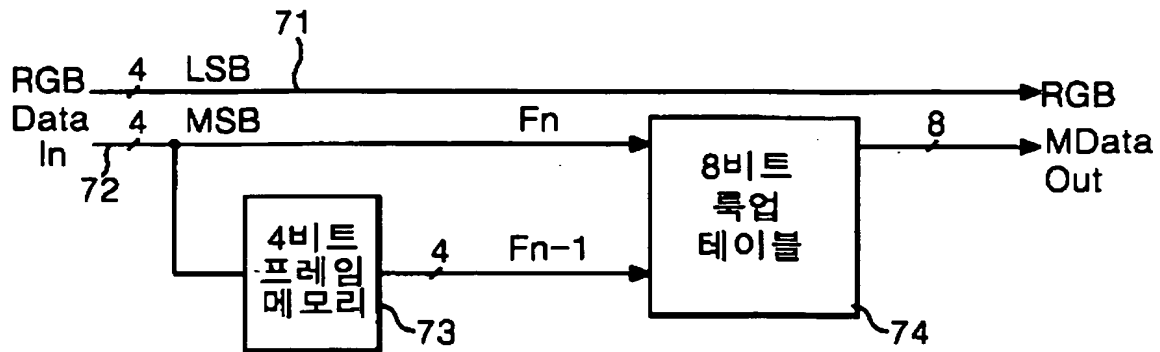 71
RGB
Data
In
4
LSB
4
MSB
72
Fn
4비트
프레임
메모리
73
4
Fn-1
8비트
룩업
테이블
74
8
RGB
MData
Out